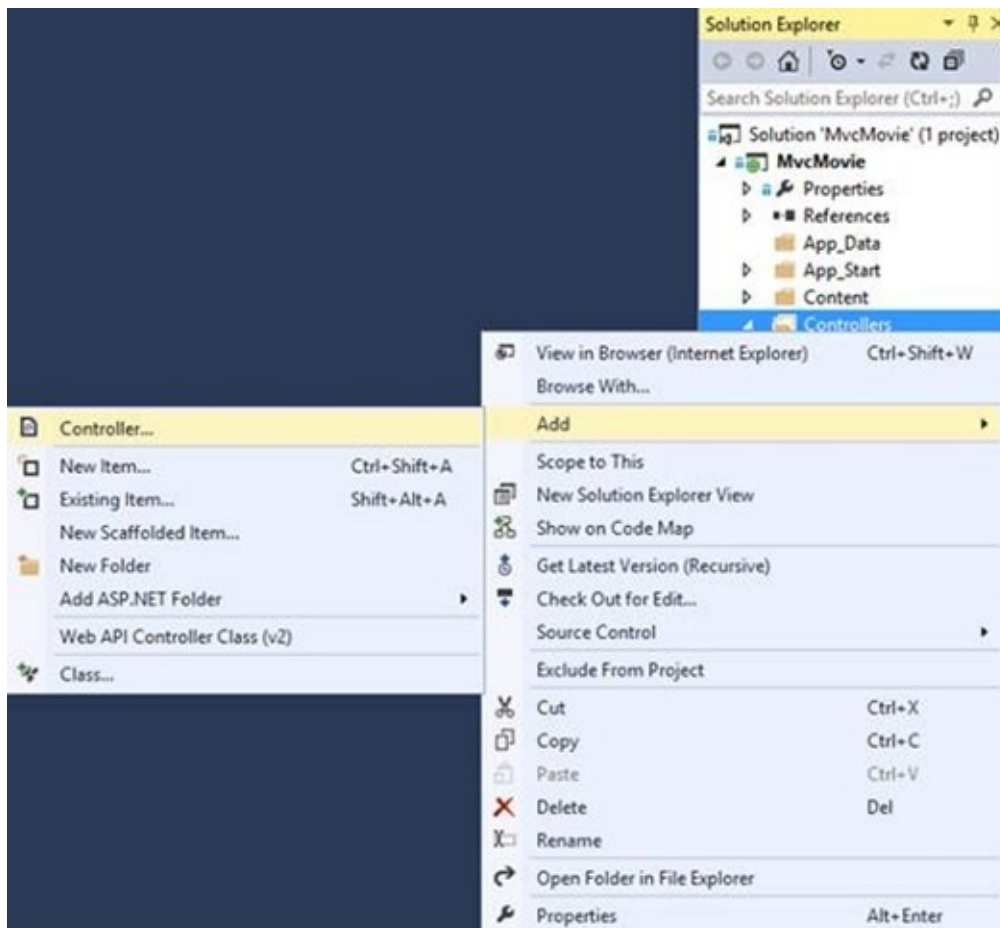 Solution Explorer
Search Solution Explorer (Ctrl+;)
Solution 'MvcMovie' (1 project)
MvcMovie
Properties
References
App_Data
App_Start
Content
Controllers
View in Browser (Internet Explorer) Ctrl+Shift+W
Browse With...
Add
Scope to This
New Solution Explorer View
Show on Code Map
Get Latest Version (Recursive)
Check Out for Edit...
Source Control
Exclude From Project
Cut Ctrl+X
Copy Ctrl+C
Paste Ctrl+V
Delete Del
Rename
Open Folder in File Explorer
Properties Alt+Enter
Controller...
New Item... Ctrl+Shift+A
Existing Item... Shift+Alt+A
New Scaffolded Item...
New Folder
Add ASP.NET Folder
Web API Controller Class (v2)
Class...